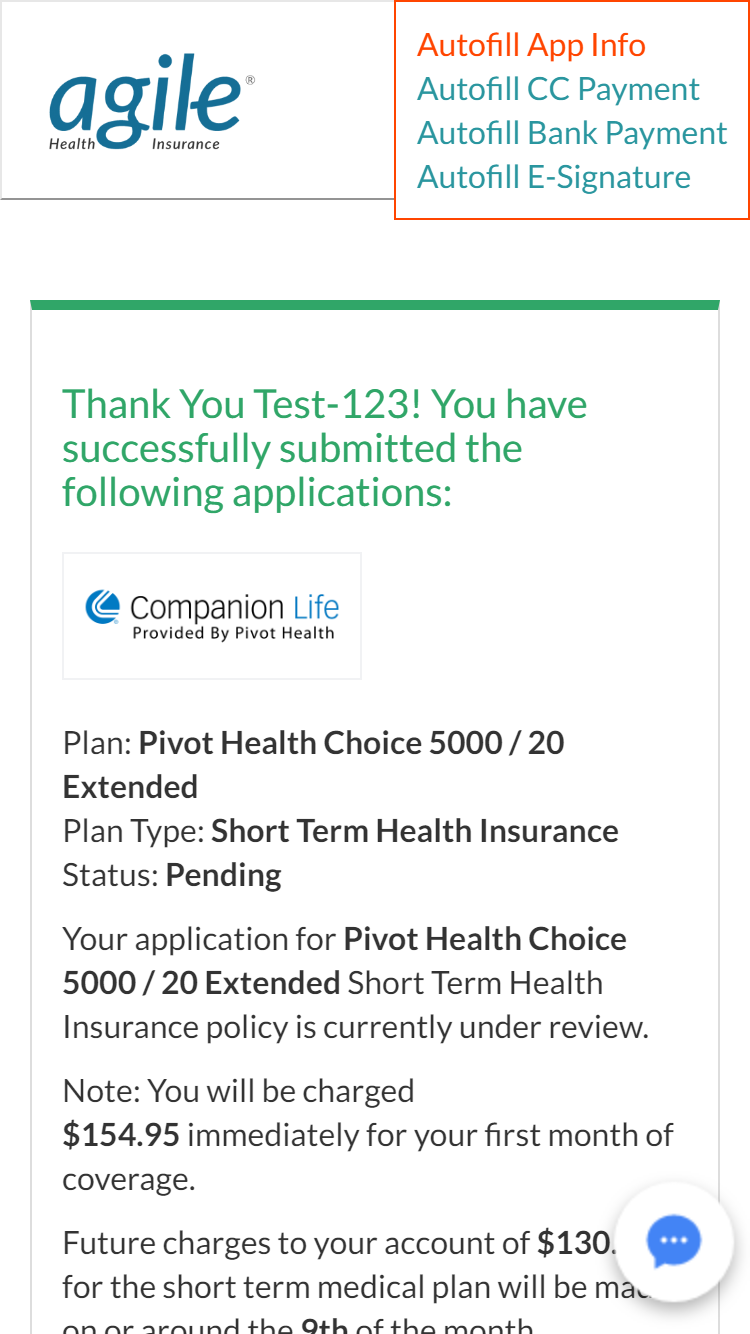 agile®
Health Insurance
Autofill App Info
Autofill CC Payment
Autofill Bank Payment
Autofill E-Signature
Thank You Test-123! You have
successfully submitted the
following applications:
Companion Life
Provided By Pivot Health
Plan: Pivot Health Choice 5000 / 20
Extended
Plan Type: Short Term Health Insurance
Status: Pending
Your application for Pivot Health Choice
5000 / 20 Extended Short Term Health
Insurance policy is currently under review.
Note: You will be charged
$154.95 immediately for your first month of
coverage.
Future charges to your account of $130.
for the short term medical plan will be
on or around the 9th of the month